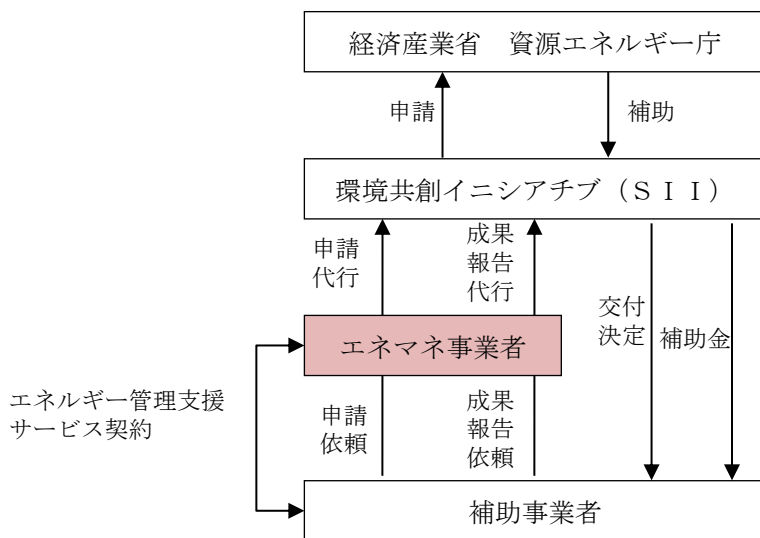 経済産業省　資源エネルギー庁
申請
補助
環境共創イニシアチブ（ＳＩＩ）
申請
代行
成果
報告
代行
交付
決定
補助金
エネマネ事業者
エネルギー管理支援
サービス契約
申請
依頼
成果
報告
依頼
補助事業者